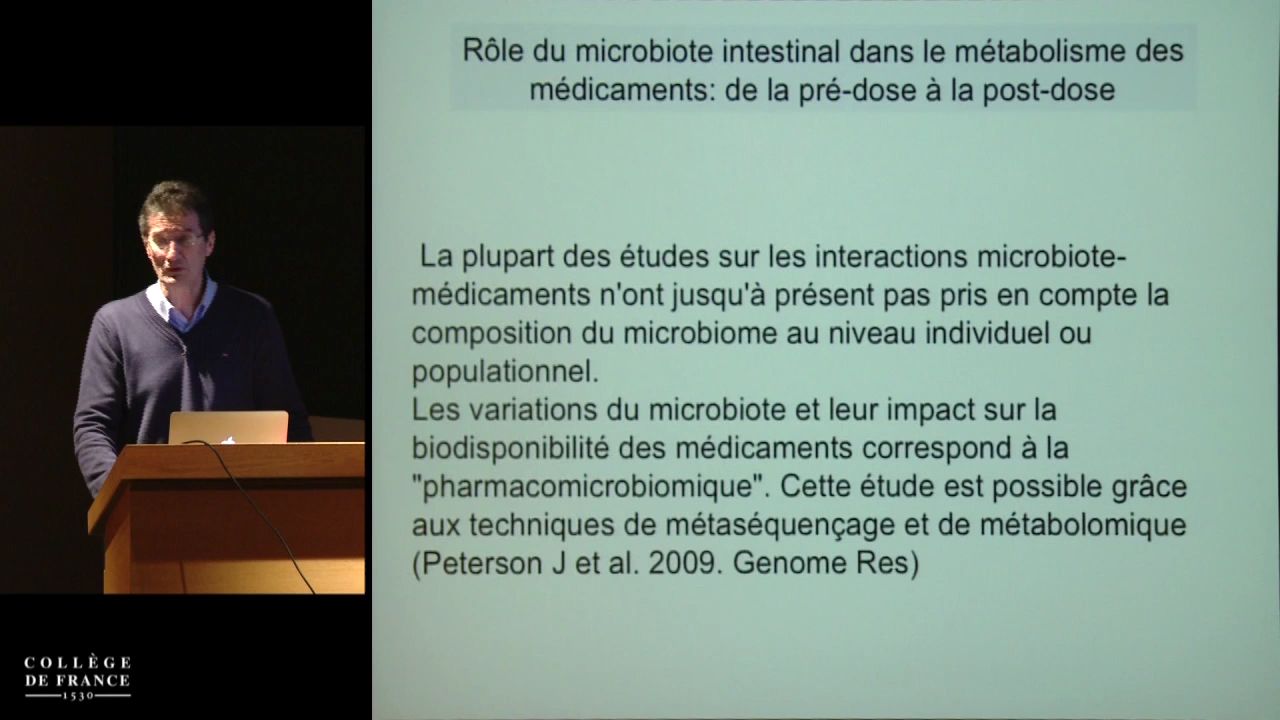 Rôle du microbiote intestinal dans le métabolisme des
médicaments: de la pré-dose à la post-dose
La plupart des études sur les interactions microbiote-
médicaments n'ont jusqu'à présent pas pris en compte la
composition du microbiome au niveau individuel ou
populationnel.
Les variations du microbiote et leur impact sur la
biodisponibilité des médicaments correspond à la
"pharmacomicrobiomique". Cette étude est possible grâce
aux techniques de métaséquençage et de métabolomique
(Peterson J et al. 2009. Genome Res)
COLLÈGE
DE FRANCE
1530